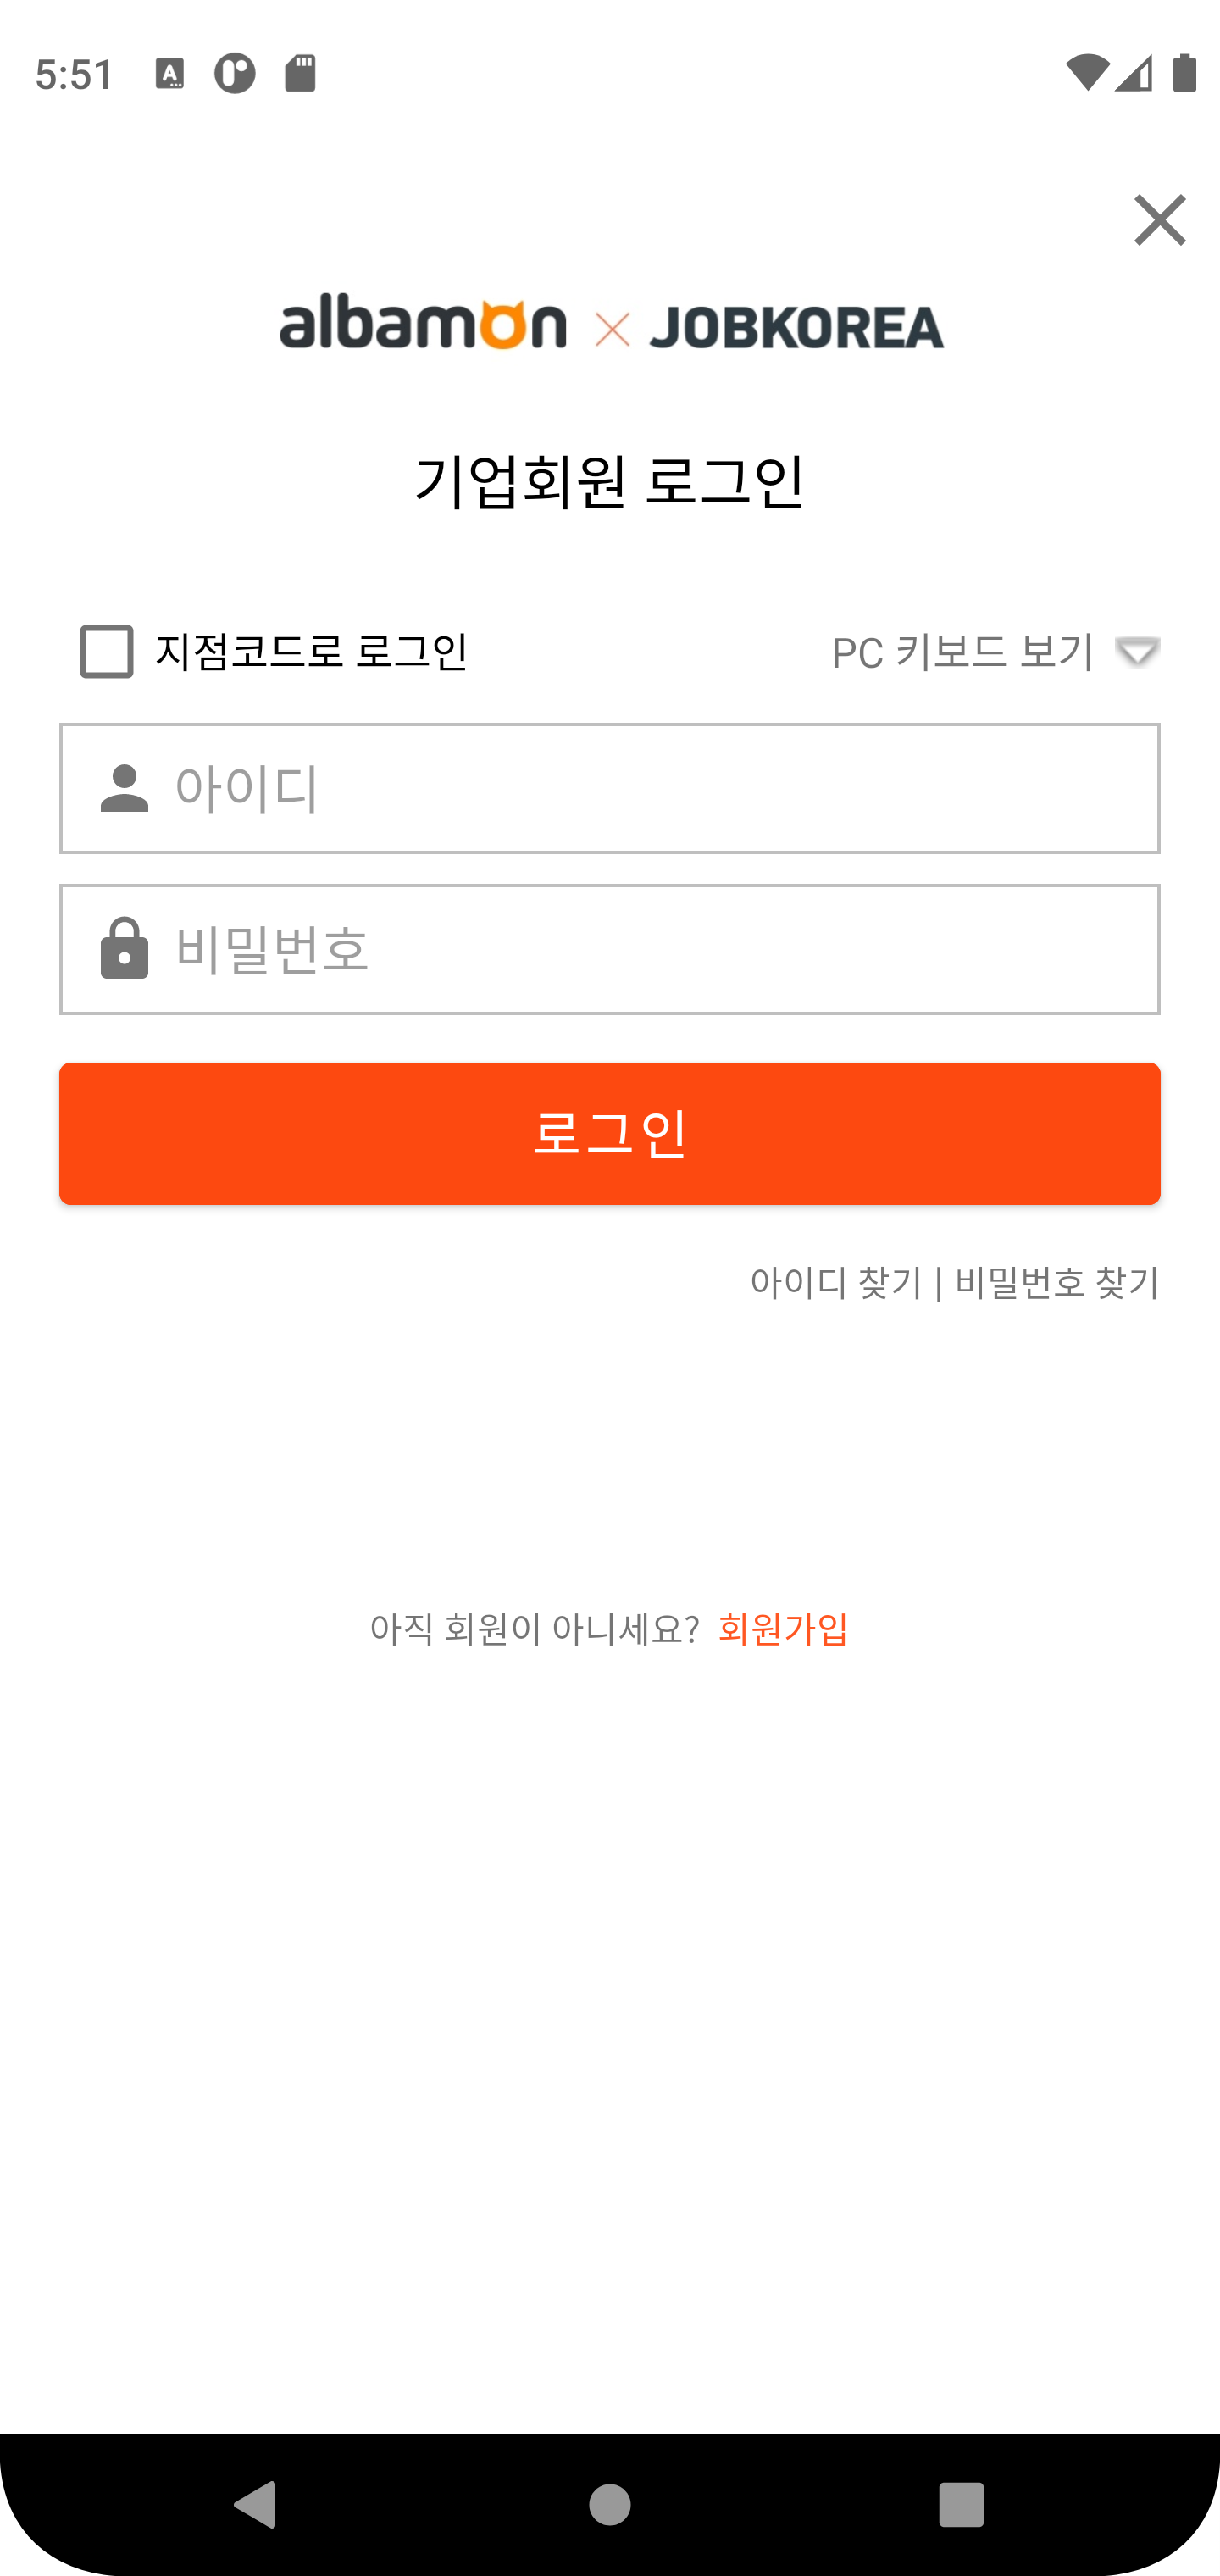 5:51
albamon × JOBKOREA
기업회원 로그인
지점코드로 로그인 PC 키보드 보기
아이디
비밀번호
로그인
아이디 찾기 | 비밀번호 찾기
아직 회원이 아니세요? 회원가입